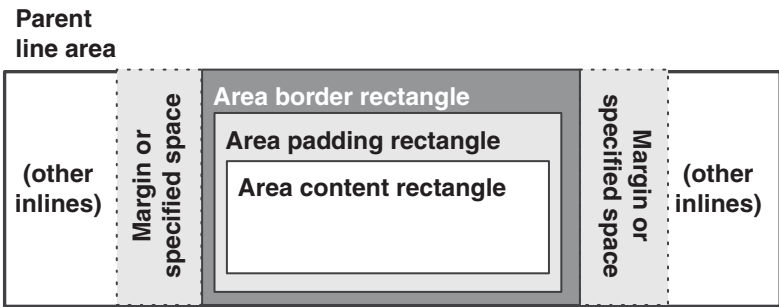 Parent
line area
(other
inlines)
Margin or
specified space
Area border rectangle
Area padding rectangle
Area content rectangle
Margin or
specified space
(other
inlines)